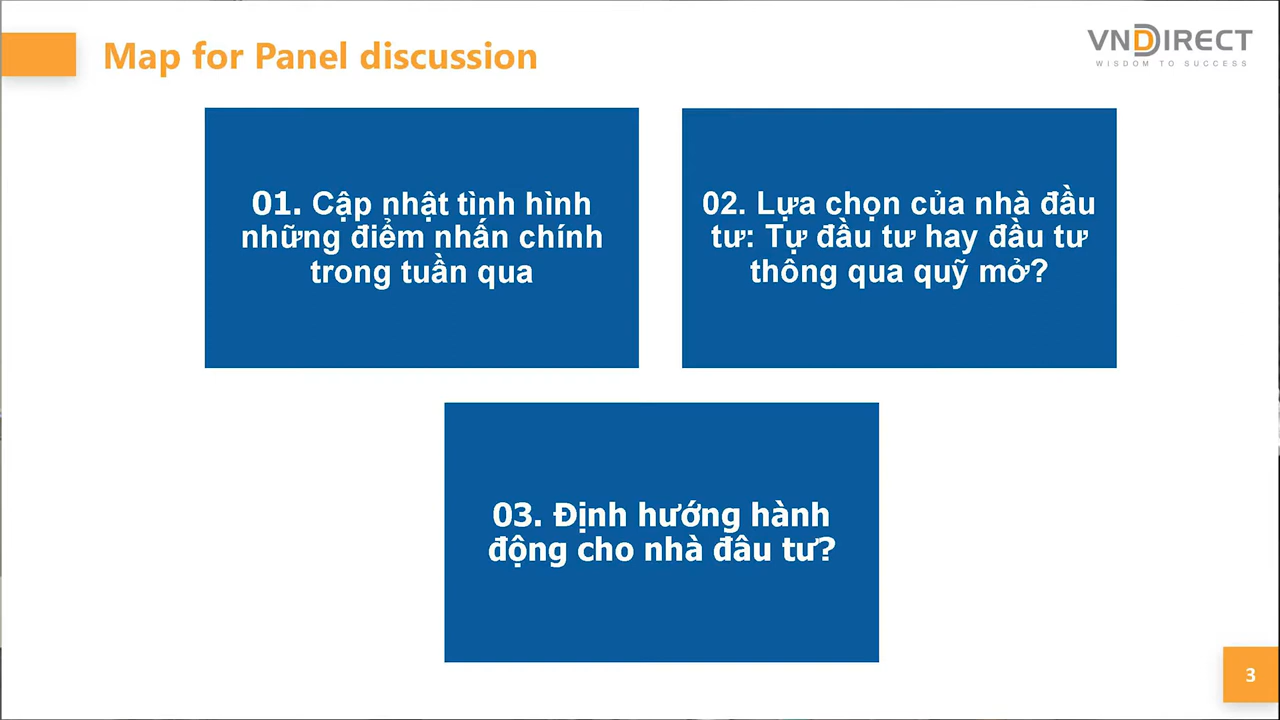 Map for Panel discussion
VNDIRECT
WISDOM TO SUCCESS
01. Cập nhật tình hình
những điểm nhấn chính
trong tuần qua
02. Lựa chọn của nhà đầu
tư: Tự đầu tư hay đầu tư
thông qua quỹ mở?
03. Định hướng hành
động cho nhà đâu tư?
3